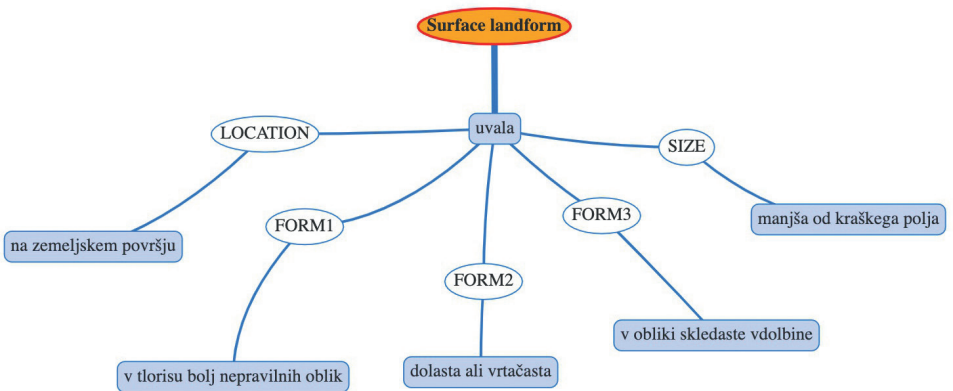 Surface landform
uvala
LOCATION
SIZE
FORM1
FORM3
FORM2
na zemeljskem površju
manjša od kraškega polja
v tlorisu bolj nepravilnih oblik
dolasta ali vrtačasta
v obliki skledaste vdolbine